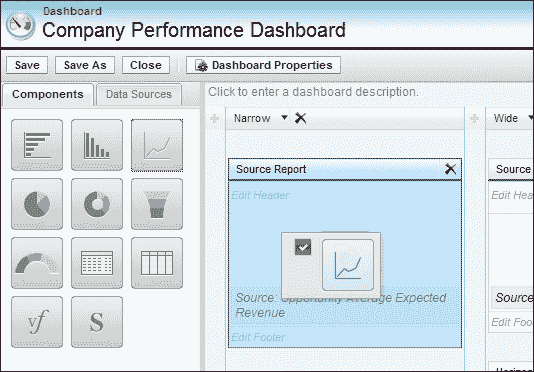 Dashboard
Company Performance Dashboard
Save Save As Close Dashboard Properties
Components Data Sources
Click to enter a dashboard description.
Narrow Wide
Source Report Source
Edit Header Edit Hea
Source: Opportunity Average Expected Source
Revenue
Edit Footer Edit Foo
vf S
Horizon